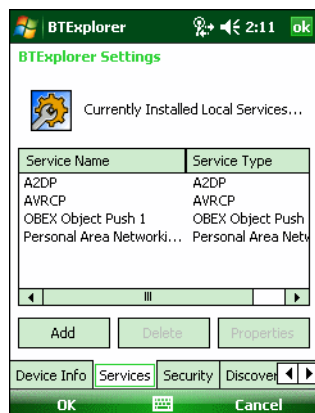 BTExplorer 2:11 ok
BTExplorer Settings
Currently Installed Local Services...
Service Name Service Type
A2DP A2DP
AVRCP AVRCP
OBEX Object Push 1 OBEX Object Push
Personal Area Networki... Personal Area Netw
Add Delete Properties
Device Info Services Security Discover
OK Cancel